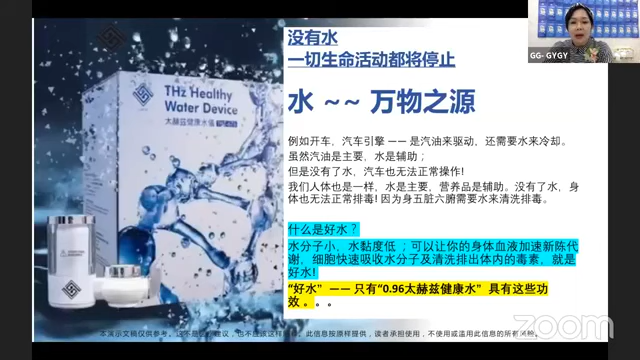 没有水
一切生命活动都将停止
水 ~~ 万物之源
例如开车，汽车引擎 —— 是汽油来驱动，还需要水来冷却。
虽然汽油是主要，水是辅助；
但是没有了水，汽车也无法正常操作!
我们人体也是一样，水是主要，营养品是辅助。没有了水，身
体也无法正常排毒! 因为身五脏六腑需要水来清洗排毒。
什么是好水？
水分子小，水黏度低 ；可以让你的身体血液加速新陈代
谢，细胞快速吸收水分子及清洗排出体内的毒素，就是
好水!
“好水” —— 只有“0.96太赫兹健康水” 具有这些功
效 。。。
THz Healthy
Water Device
太赫兹健康水仪
GG- GYGY
zoom